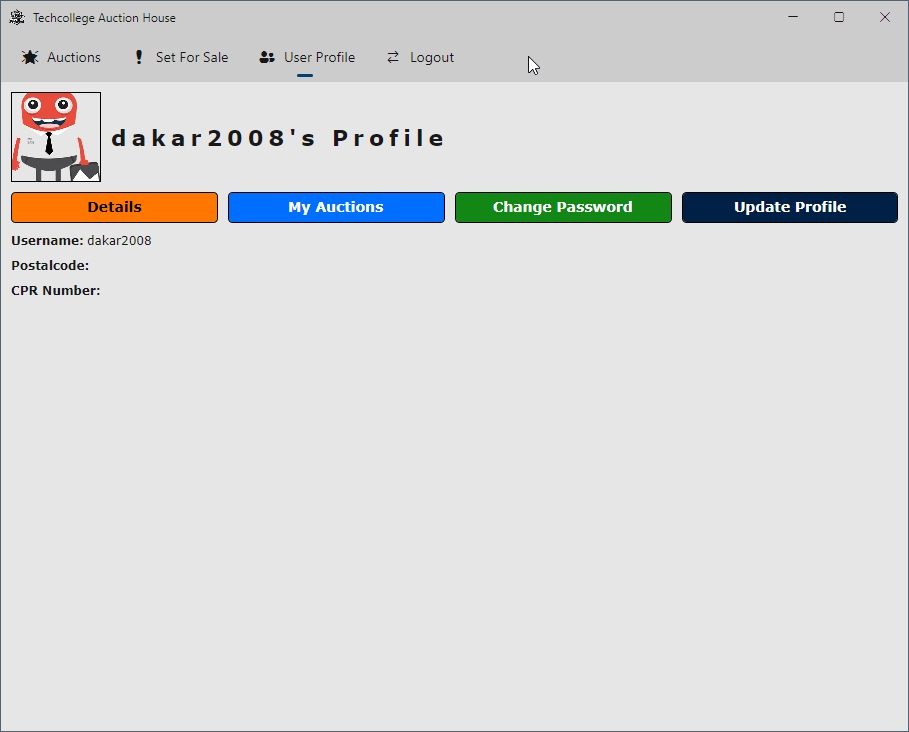 Techcollege Auction House
Auctions Set For Sale User Profile Logout
dakar2008's Profile
Details My Auctions Change Password Update Profile
Username: dakar2008
Postalcode:
CPR Number: